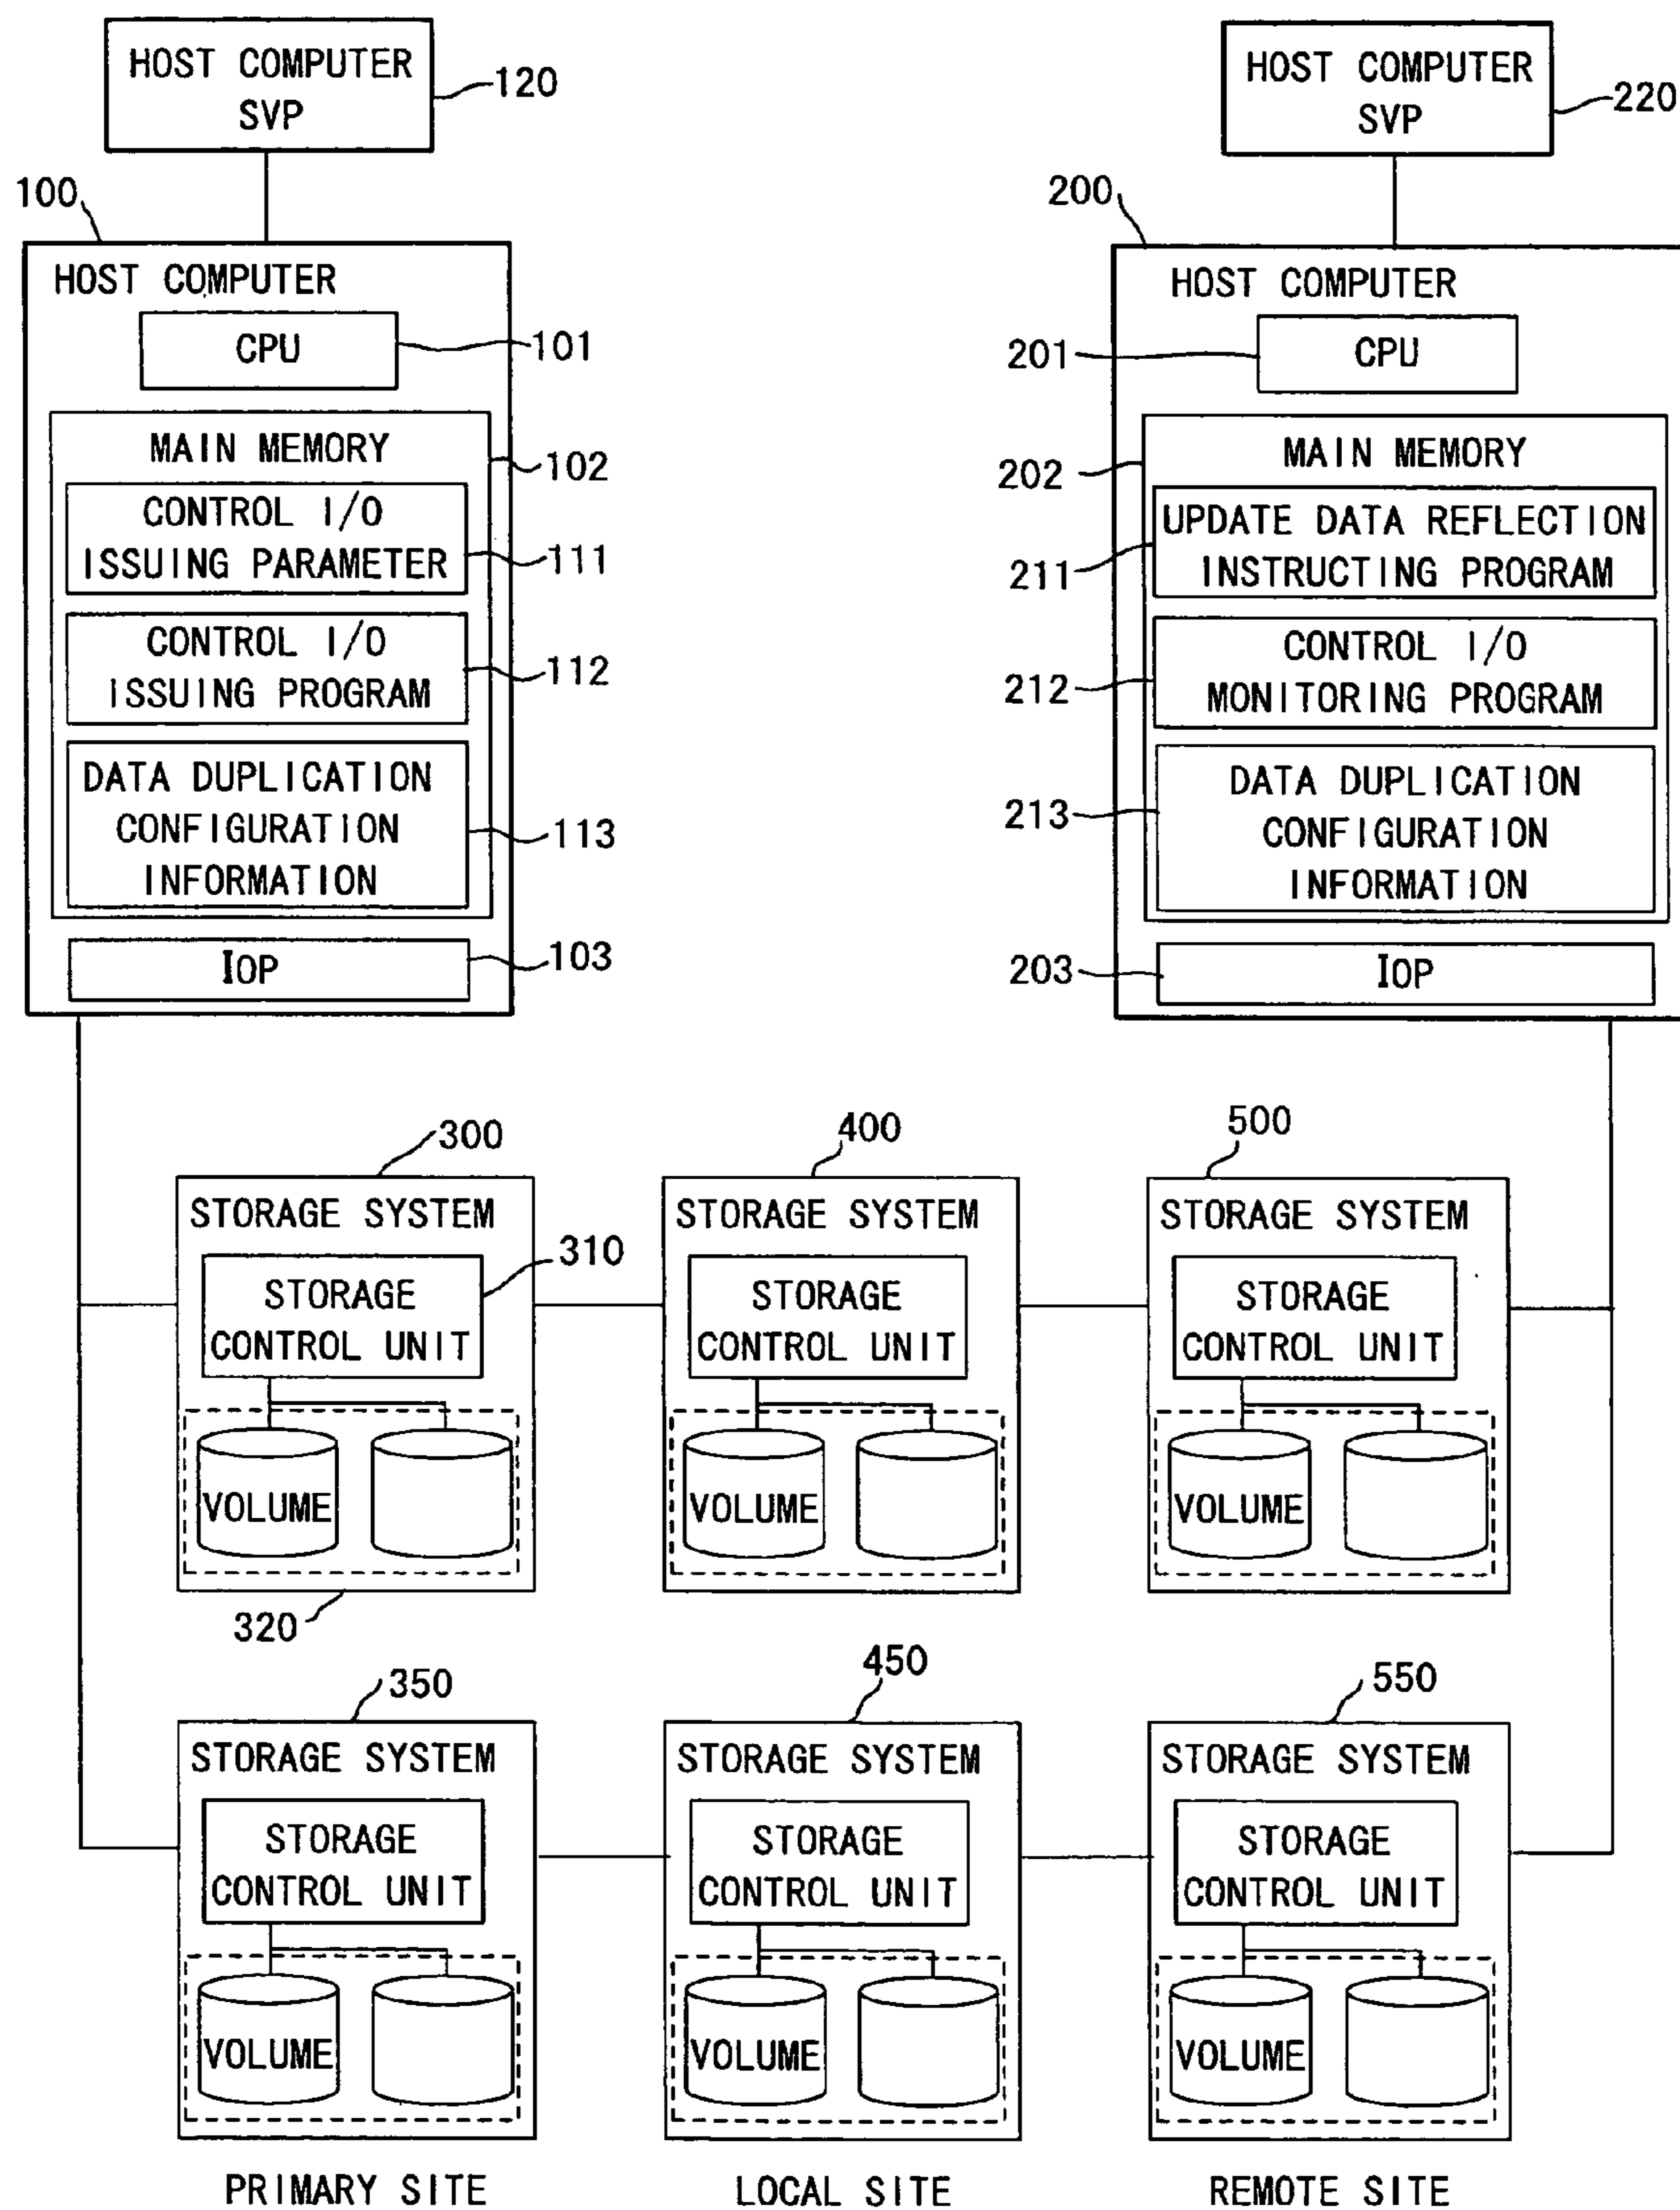 HOST COMPUTER
SVP
120
100
HOST COMPUTER
CPU
101
MAIN MEMORY
102
CONTROL I/O
ISSUING PARAMETER
111
CONTROL I/O
ISSUING PROGRAM
112
DATA DUPLICATION
CONFIGURATION
INFORMATION
113
IOP
103
HOST COMPUTER
SVP
220
200
HOST COMPUTER
CPU
201
MAIN MEMORY
202
UPDATE DATA REFLECTION
INSTRUCTING PROGRAM
211
CONTROL I/O
MONITORING PROGRAM
212
DATA DUPLICATION
CONFIGURATION
INFORMATION
213
IOP
203
300
STORAGE SYSTEM
310
STORAGE
CONTROL UNIT
VOLUME
320
400
STORAGE SYSTEM
STORAGE
CONTROL UNIT
VOLUME
500
STORAGE SYSTEM
STORAGE
CONTROL UNIT
VOLUME
350
STORAGE SYSTEM
STORAGE
CONTROL UNIT
VOLUME
450
STORAGE SYSTEM
STORAGE
CONTROL UNIT
VOLUME
550
STORAGE SYSTEM
STORAGE
CONTROL UNIT
VOLUME
PRIMARY SITE
LOCAL SITE
REMOTE SITE